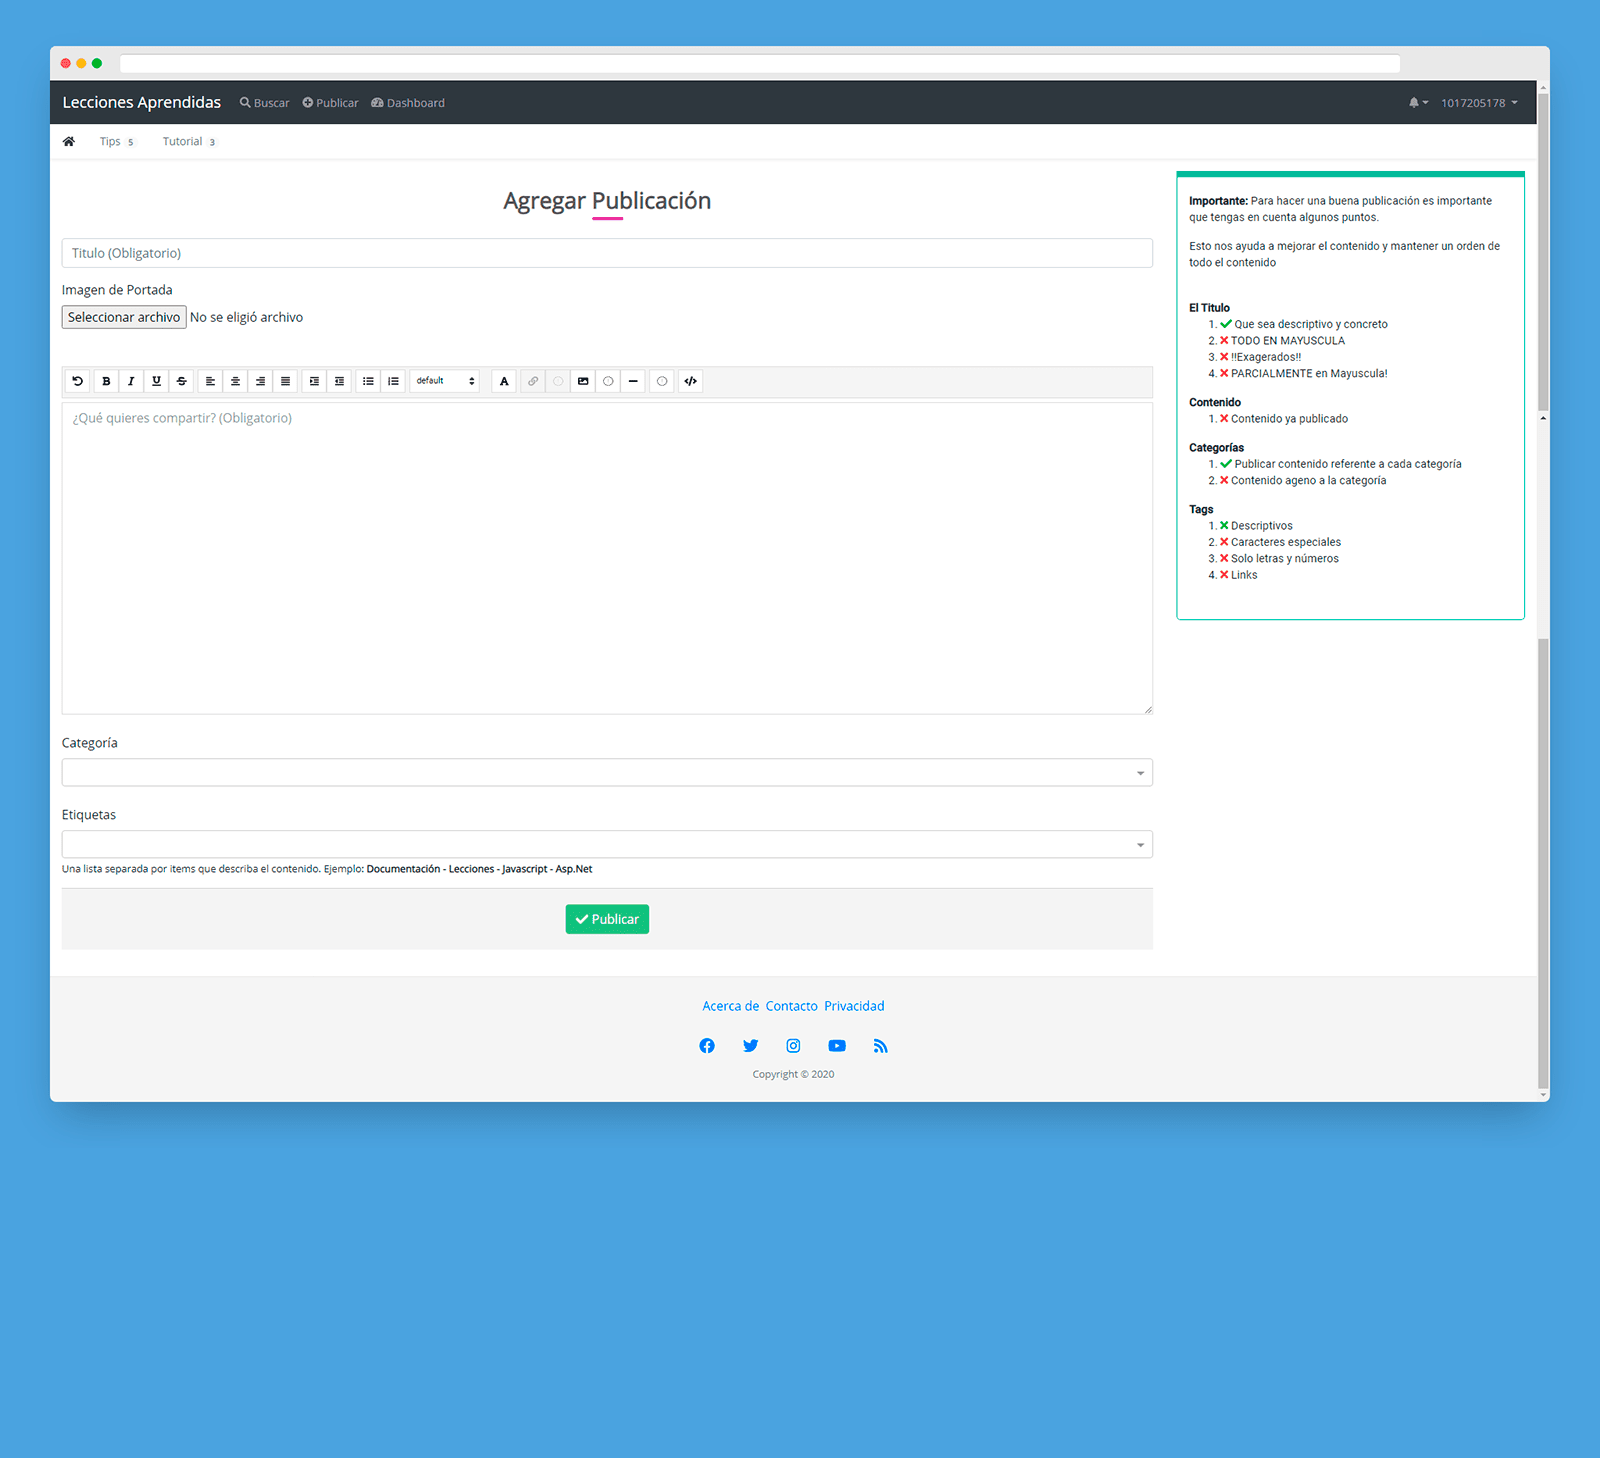 Lecciones Aprendidas Buscar Publicar Dashboard 1017205178
Tips 5 Tutorial 3
Agregar Publicación
Titulo (Obligatorio)
Imagen de Portada
Seleccionar archivo No se eligió archivo
B I U S default A
¿Qué quieres compartir? (Obligatorio)
Categoría
Etiquetas
Una lista separada por items que describa el contenido. Ejemplo: Documentación - Lecciones - Javascript - Asp.Net
Publicar
Importante: Para hacer una buena publicación es importante
que tengas en cuenta algunos puntos.
Esto nos ayuda a mejorar el contenido y mantener un orden de
todo el contenido
El Titulo
1. Que sea descriptivo y concreto
2. TODO EN MAYUSCULA
3. !!Exagerados!!
4. PARCIALMENTE en Mayuscula!
Contenido
1. Contenido ya publicado
Categorías
1. Publicar contenido referente a cada categoría
2. Contenido ageno a la categoría
Tags
1. Descriptivos
2. Caracteres especiales
3. Solo letras y números
4. Links
Acerca de Contacto Privacidad
Copyright © 2020